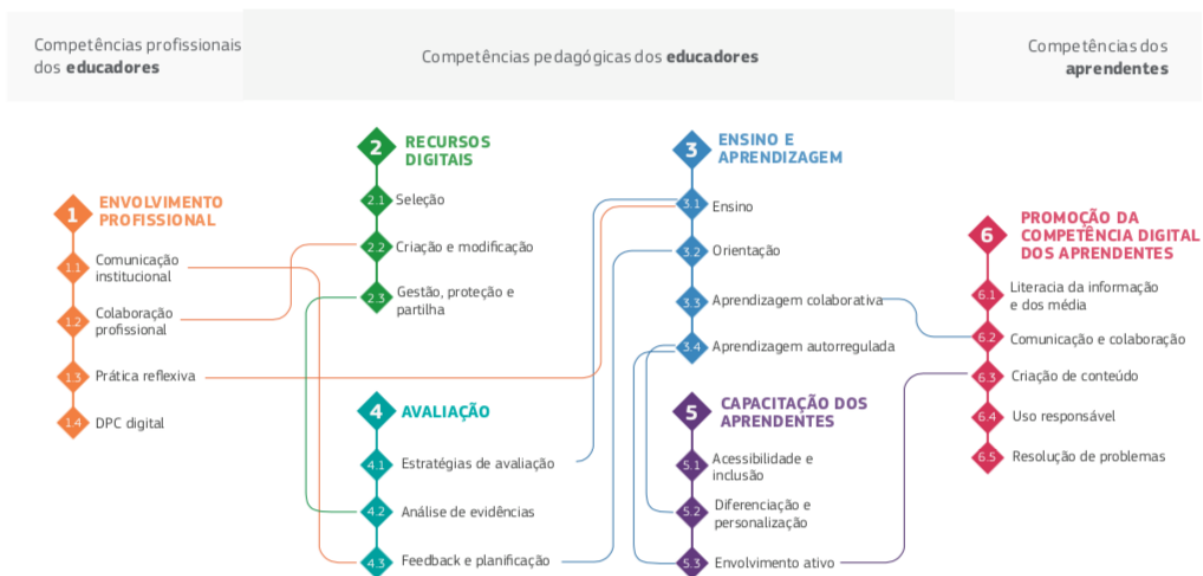 Competências profissionais
dos educadores
Competências pedagógicas dos educadores
Competências dos
aprendentes
1
ENVOLVIMENTO
PROFISSIONAL
1.1
Comunicação
institucional
1.2
Colaboração
profissional
1.3
Prática reflexiva
1.4
DPC digital
2
RECURSOS
DIGITAIS
2.1
Seleção
2.2
Criação e modificação
2.3
Gestão, proteção e
partilha
3
ENSINO E
APRENDIZAGEM
3.1
Ensino
3.2
Orientação
3.3
Aprendizagem colaborativa
3.4
Aprendizagem autorregulada
4
AVALIAÇÃO
4.1
Estratégias de avaliação
4.2
Análise de evidências
4.3
Feedback e planificação
5
CAPACITAÇÃO DOS
APRENDENTES
5.1
Acessibilidade e
inclusão
5.2
Diferenciação e
personalização
5.3
Envolvimento ativo
6
PROMOÇÃO DA
COMPETÊNCIA DIGITAL
DOS APRENDENTES
6.1
Literacia da informação
e dos média
6.2
Comunicação e colaboração
6.3
Criação de conteúdo
6.4
Uso responsável
6.5
Resolução de problemas